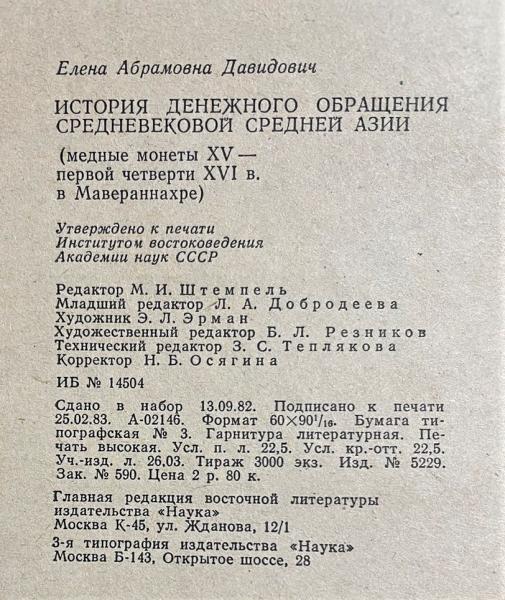 Елена Абрамовна Давидович
ИСТОРИЯ ДЕНЕЖНОГО ОБРАЩЕНИЯ
СРЕДНЕВЕКОВОЙ СРЕДНЕЙ АЗИИ
(медные монеты XV —
первой четверти XVI в.
в Мавераннахре)
Утверждено к печати
Институтом востоковедения
Академии наук СССР
Редактор М. И. Штемпель
Младший редактор Л. А. Добродеева
Художник Э. Л. Эрман
Художественный редактор Б. Л. Резников
Технический редактор З. С. Теплякова
Корректор Н. Б. Осягина
ИБ № 14504
Сдано в набор 13.09.82. Подписано к печати
25.02.83. А-02146. Формат 60×90¹/₁₆. Бумага ти-
пографская № 3. Гарнитура литературная. Пе-
чать высокая. Усл. п. л. 22,5. Усл. кр.-отт. 22,5.
Уч.-изд. л. 26,03. Тираж 3000 экз. Изд. № 5229.
Зак. № 590. Цена 2 р. 80 к.
Главная редакция восточной литературы
издательства «Наука»
Москва К-45, ул. Жданова, 12/1
3-я типография издательства «Наука»
Москва Б-143, Открытое шоссе, 28